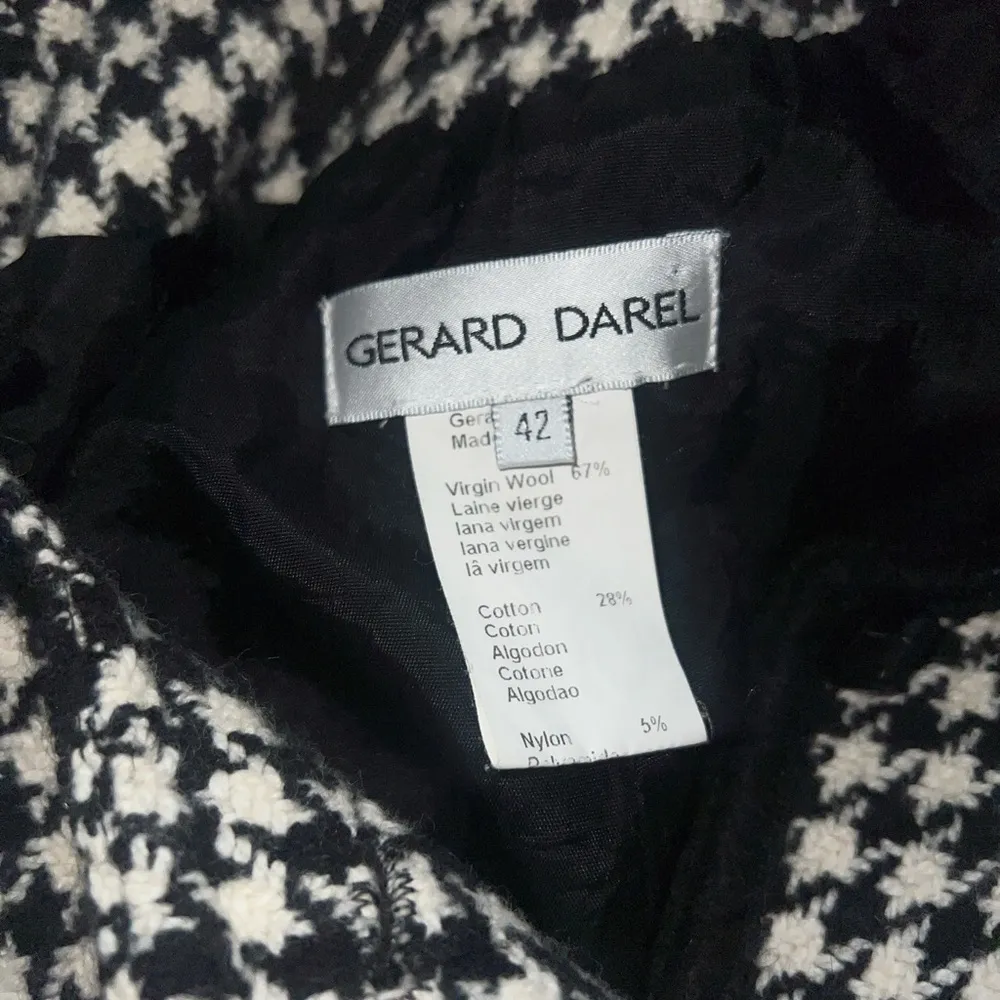 GERARD DAREL
42
Virgin Wool 67%
Laine vierge
lana virgem
lana vergine
lâ virgem
Cotton 28%
Coton
Algodon
Cotone
Algodao
Nylon 5%